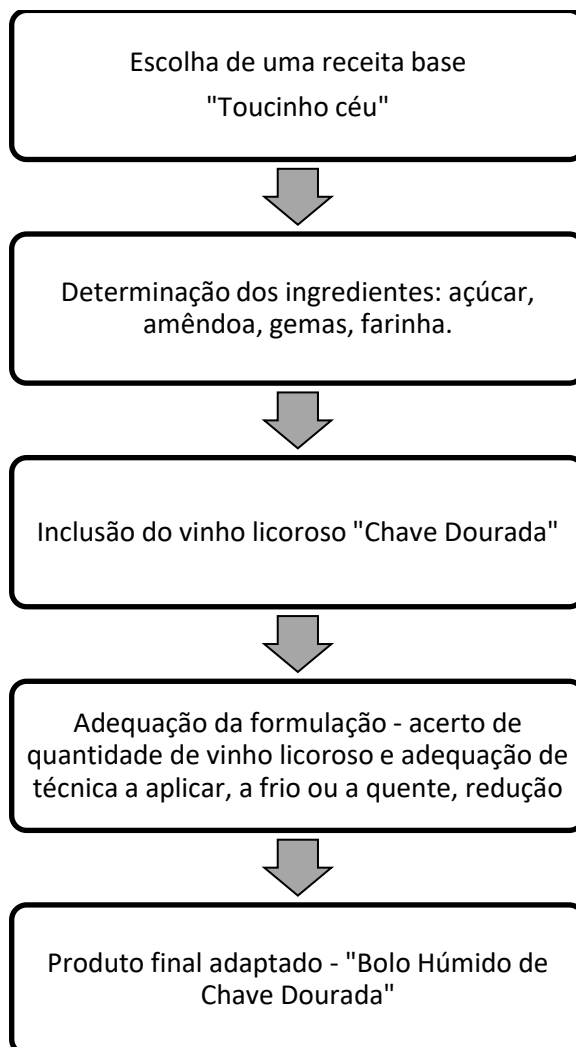 Escolha de uma receita base
"Toucinho céu"
Determinação dos ingredientes: açúcar,
amêndoa, gemas, farinha.
Inclusão do vinho licoroso "Chave Dourada"
Adequação da formulação - acerto de
quantidade de vinho licoroso e adequação de
técnica a aplicar, a frio ou a quente, redução
Produto final adaptado - "Bolo Húmido de
Chave Dourada"